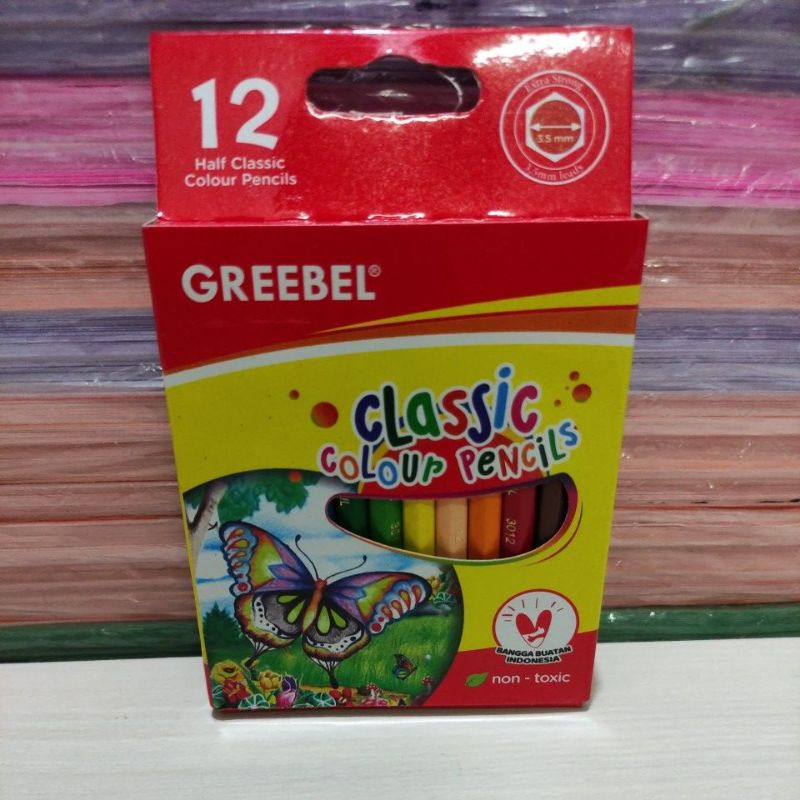 12
Half Classic
Colour Pencils
Extra Strong
3.5 mm
3,5mm leads
GREEBEL®
CLASSIC
COLOUR PENCILS
3012
BANGGA BUATAN
INDONESIA
non - toxic